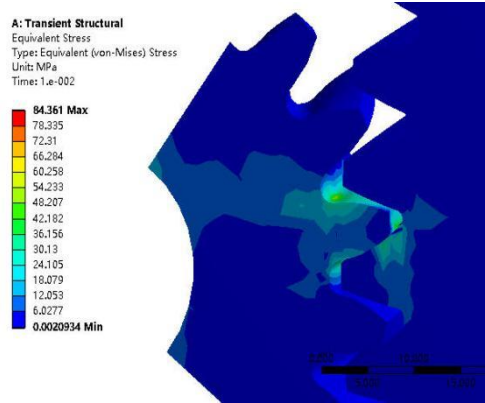 A: Transient Structural
Equivalent Stress
Type: Equivalent (von-Mises) Stress
Unit: MPa
Time: 1.e-002
84.361 Max
78.335
72.31
66.284
60.258
54.233
48.207
42.182
36.156
30.13
24.105
18.079
12.053
6.0277
0.0020934 Min